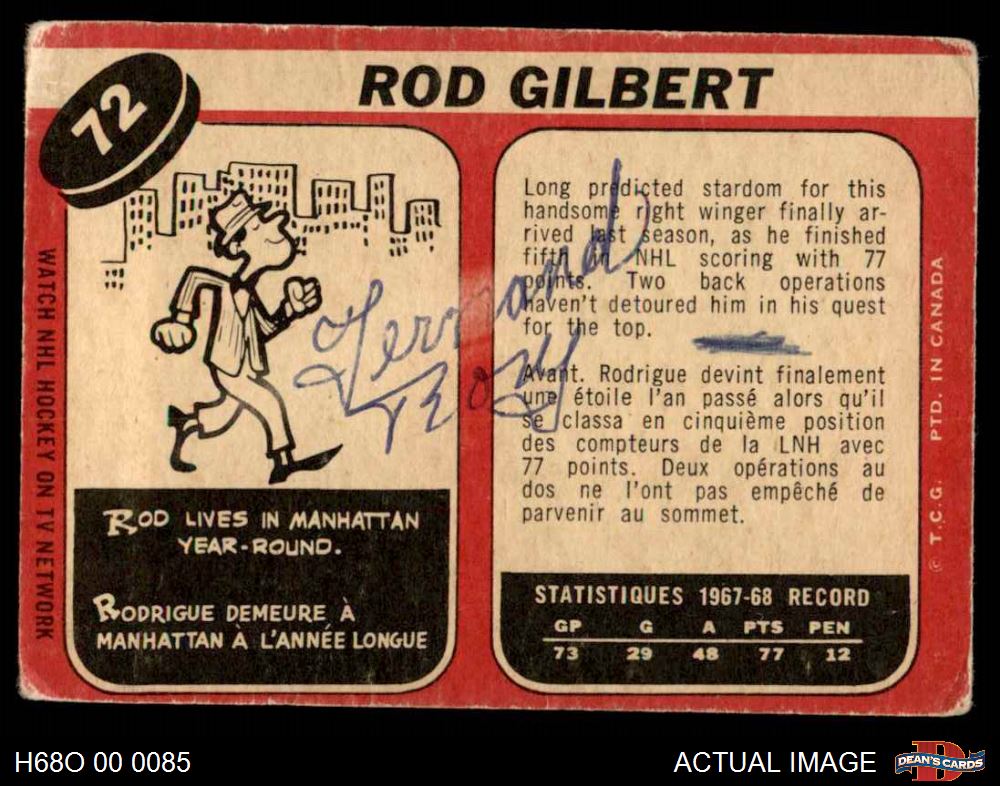 72
ROD GILBERT
ROD LIVES IN MANHATTAN
YEAR-ROUND.
RODRIGUE DEMEURE À
MANHATTAN À L'ANNÉE LONGUE
WATCH NHL HOCKEY ON TV NETWORK
Long predicted stardom for this
handsome right winger finally ar-
rived last season, as he finished
fifth in NHL scoring with 77
points. Two back operations
haven't detoured him in his quest
for the top.
Avant. Rodrigue devint finalement
une étoile l'an passé alors qu'il
se classa en cinquième position
des compteurs de la LNH avec
77 points. Deux opérations au
dos ne l'ont pas empêché de
parvenir au sommet.
STATISTIQUES 1967-68 RECORD
GP G A PTS PEN
73 29 48 77 12
© T.C.G. PTD. IN CANADA
Roy
H68O 00 0085
ACTUAL IMAGE
DEAN'S CARDS